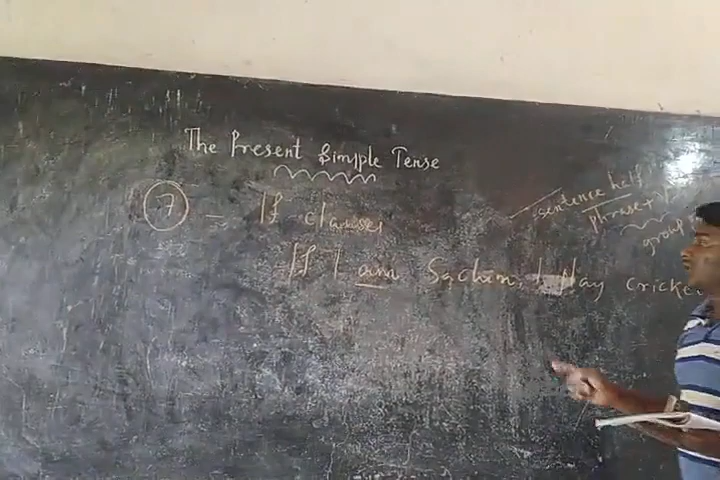 The Present Simple Tense
7 - If clauses
If I am Sachin, I play cricket
sentence half
phrase +
group